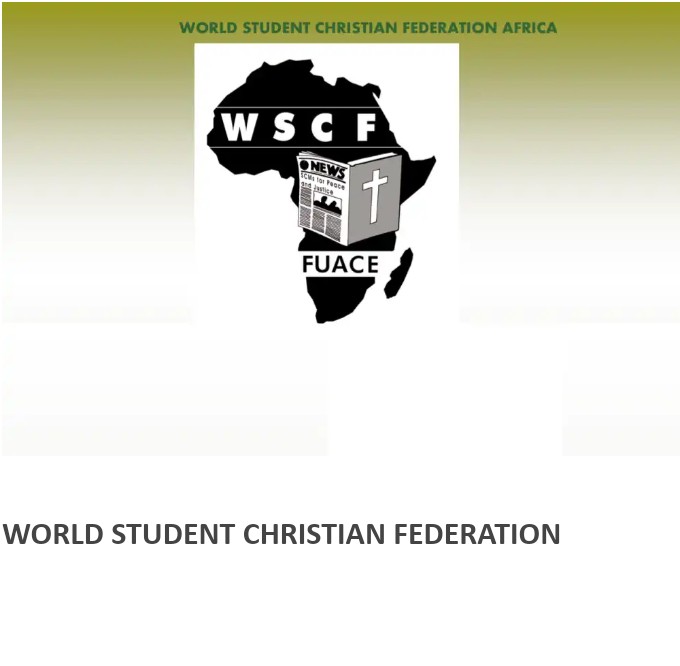 WORLD STUDENT CHRISTIAN FEDERATION AFRICA
WSCF
NEWS
SCMs for Peace
and Justice
FUACE
WORLD STUDENT CHRISTIAN FEDERATION